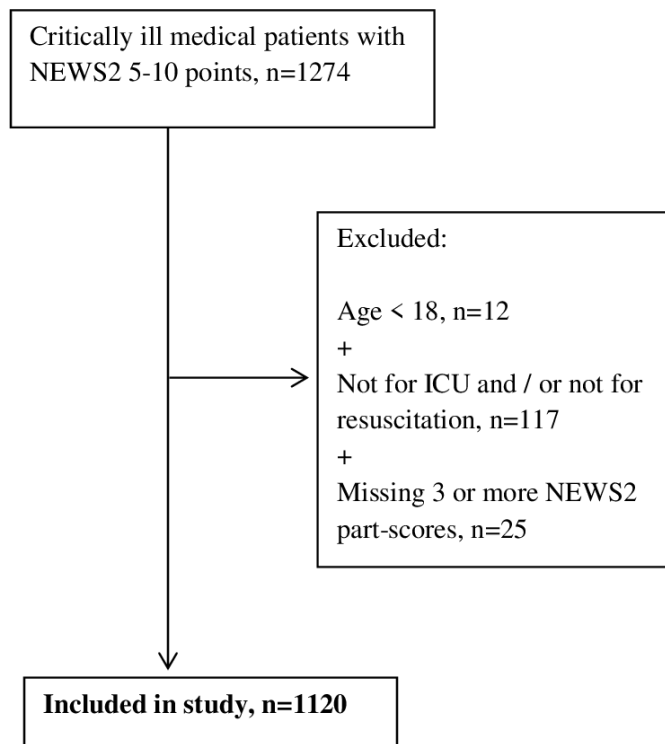 Critically ill medical patients with
NEWS2 5-10 points, n=1274
Excluded:
Age < 18, n=12
+
Not for ICU and / or not for
resuscitation, n=117
+
Missing 3 or more NEWS2
part-scores, n=25
Included in study, n=1120